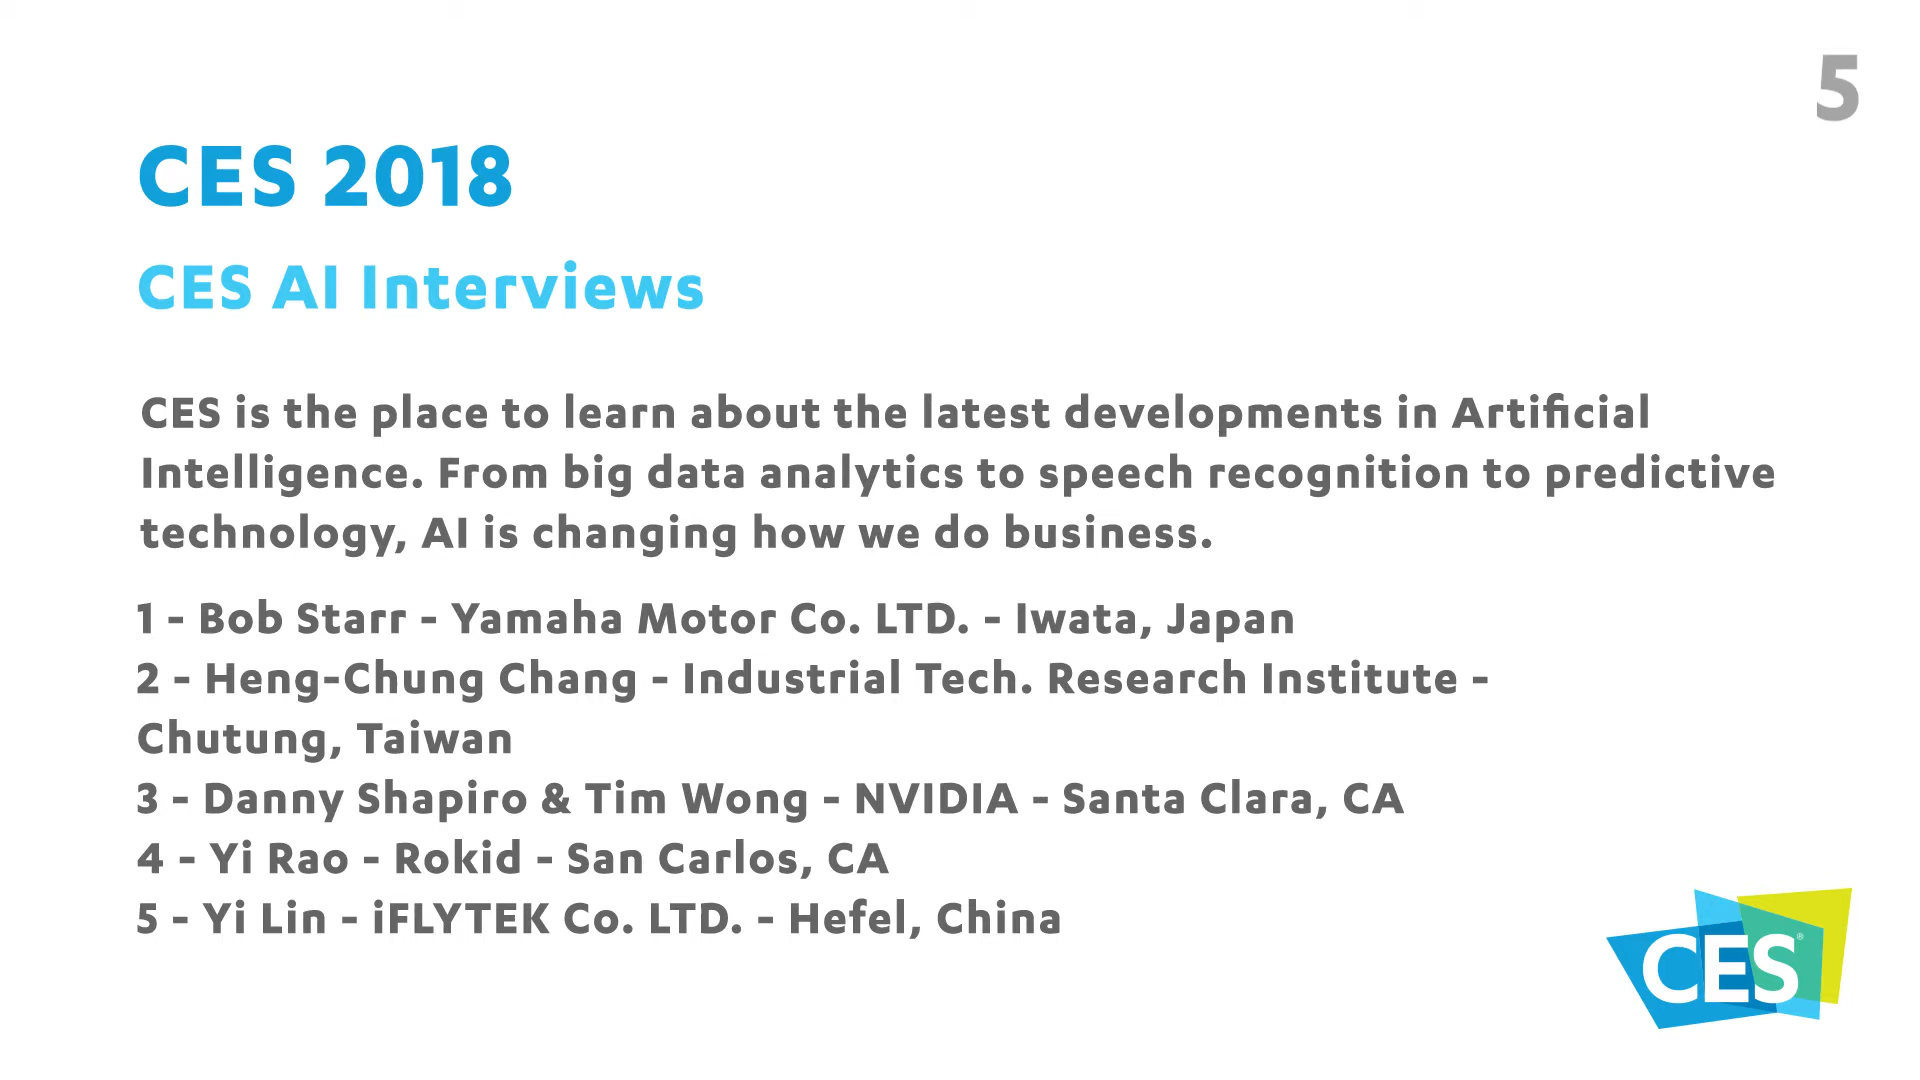 5
CES 2018
CES AI Interviews
CES is the place to learn about the latest developments in Artificial
Intelligence. From big data analytics to speech recognition to predictive
technology, AI is changing how we do business.
1 - Bob Starr - Yamaha Motor Co. LTD. - Iwata, Japan
2 - Heng-Chung Chang - Industrial Tech. Research Institute -
Chutung, Taiwan
3 - Danny Shapiro & Tim Wong - NVIDIA - Santa Clara, CA
4 - Yi Rao - Rokid - San Carlos, CA
5 - Yi Lin - iFLYTEK Co. LTD. - Hefel, China
CES®